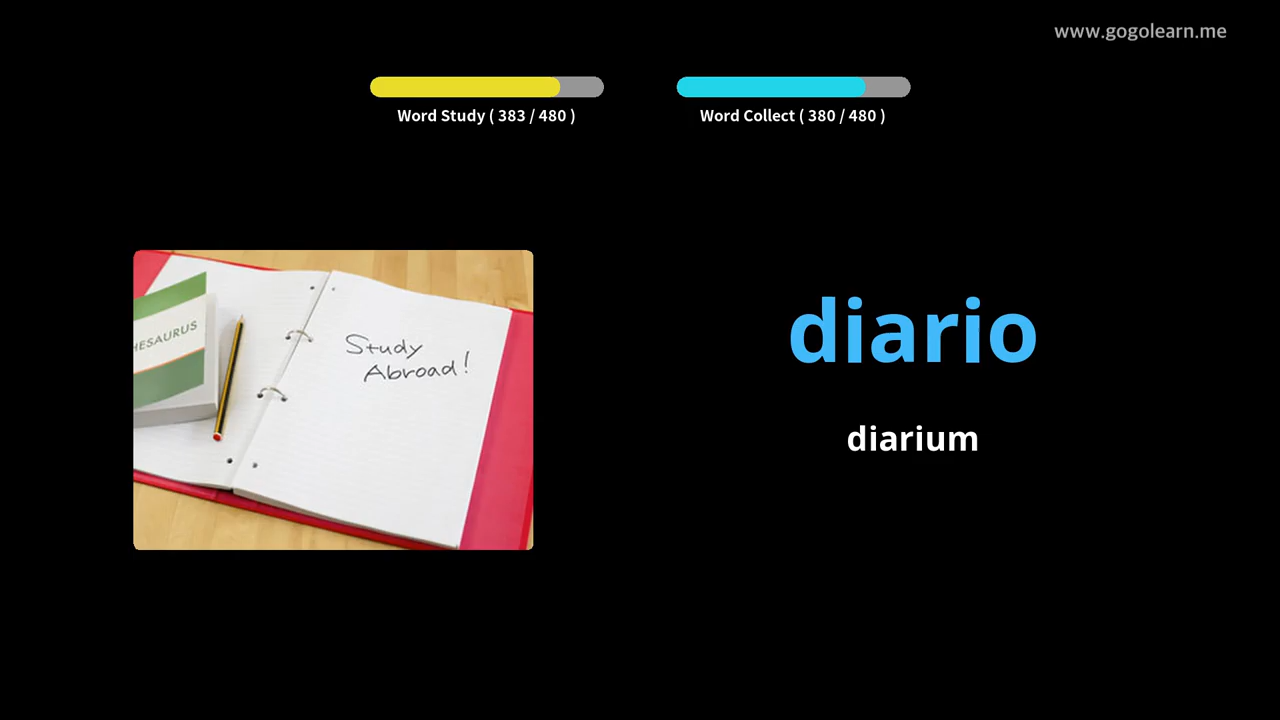 www.gogolearn.me
Word Study ( 383 / 480 )
Word Collect ( 380 / 480 )
HESAURUS
Study
Abroad!
diario
diarium